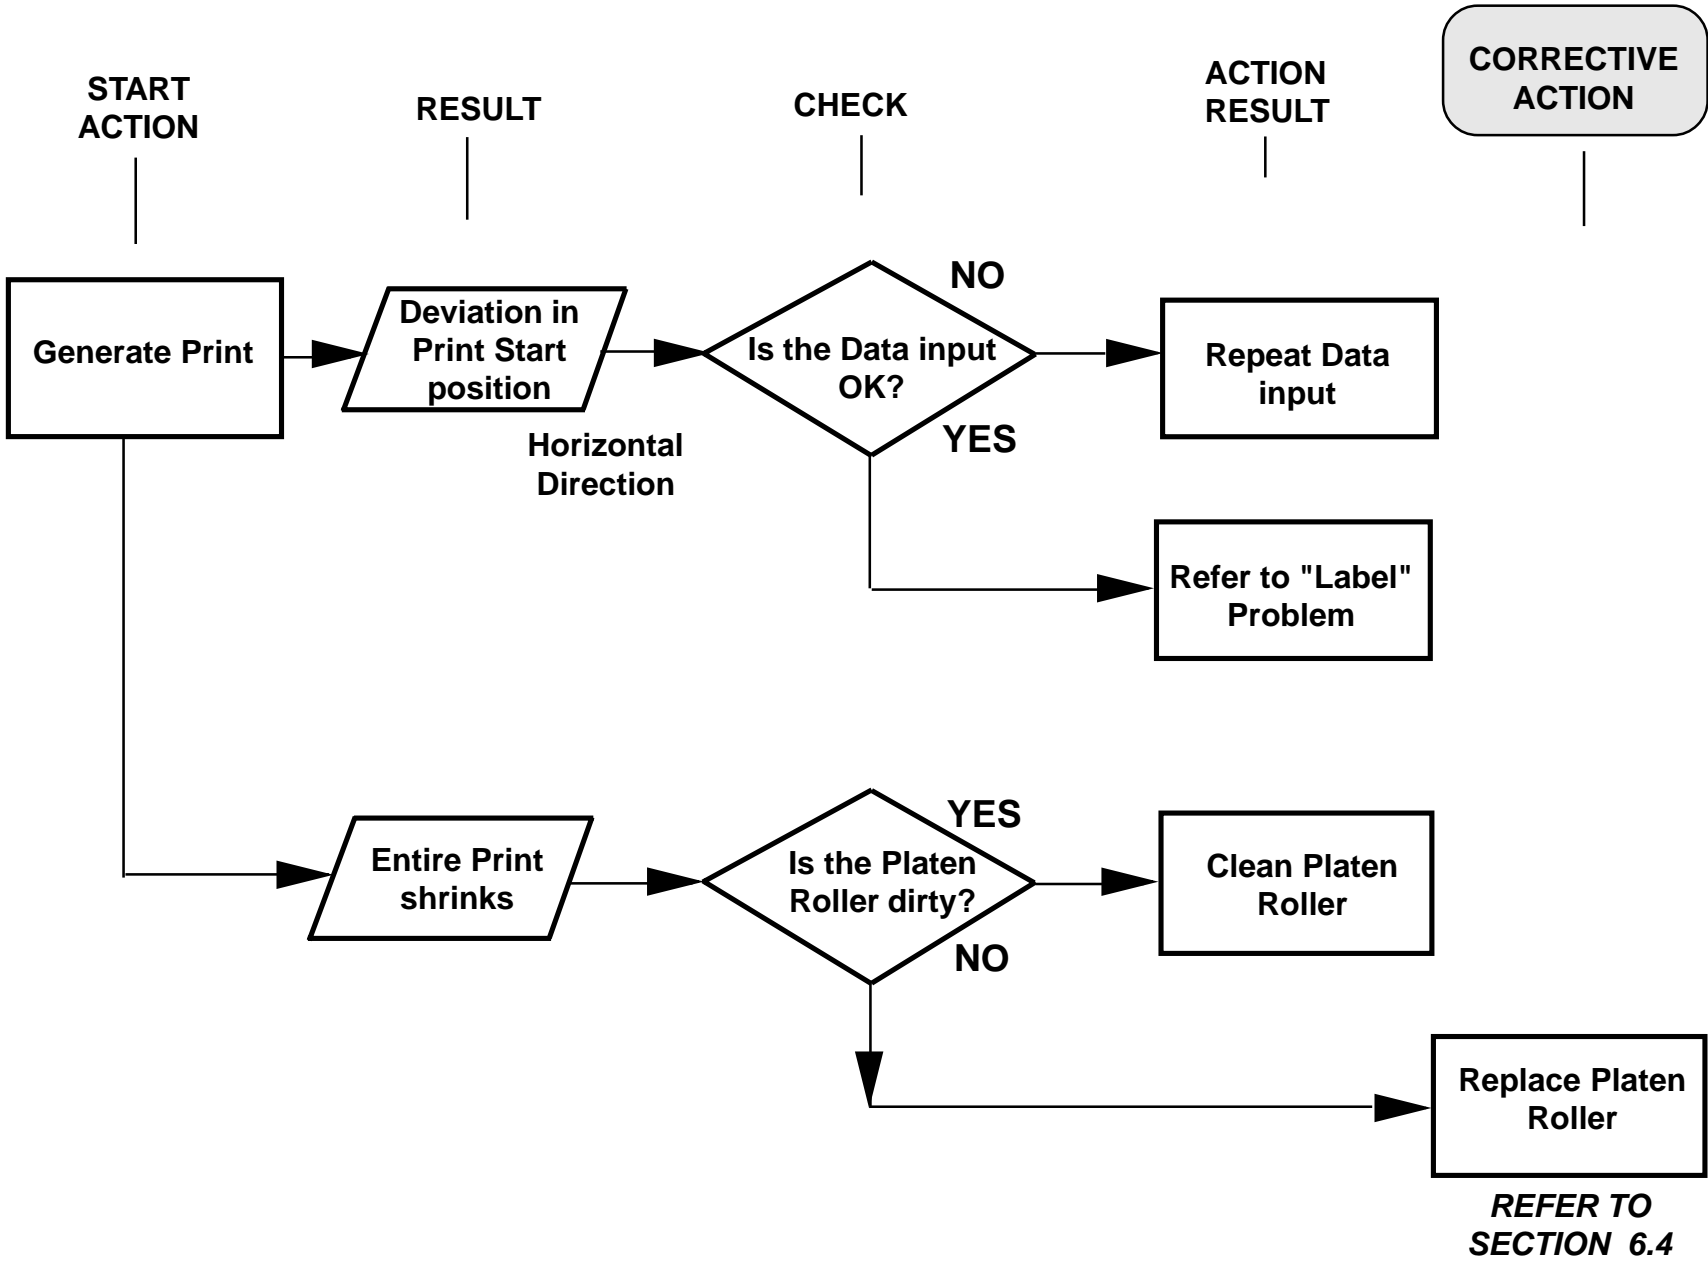 START
ACTION
RESULT
CHECK
ACTION
RESULT
CORRECTIVE
ACTION
Generate Print
Deviation in
Print Start
position
Horizontal
Direction
Is the Data input
OK?
NO
YES
Repeat Data
input
Refer to "Label"
Problem
Entire Print
shrinks
Is the Platen
Roller dirty?
YES
NO
Clean Platen
Roller
Replace Platen
Roller
REFER TO
SECTION 6.4